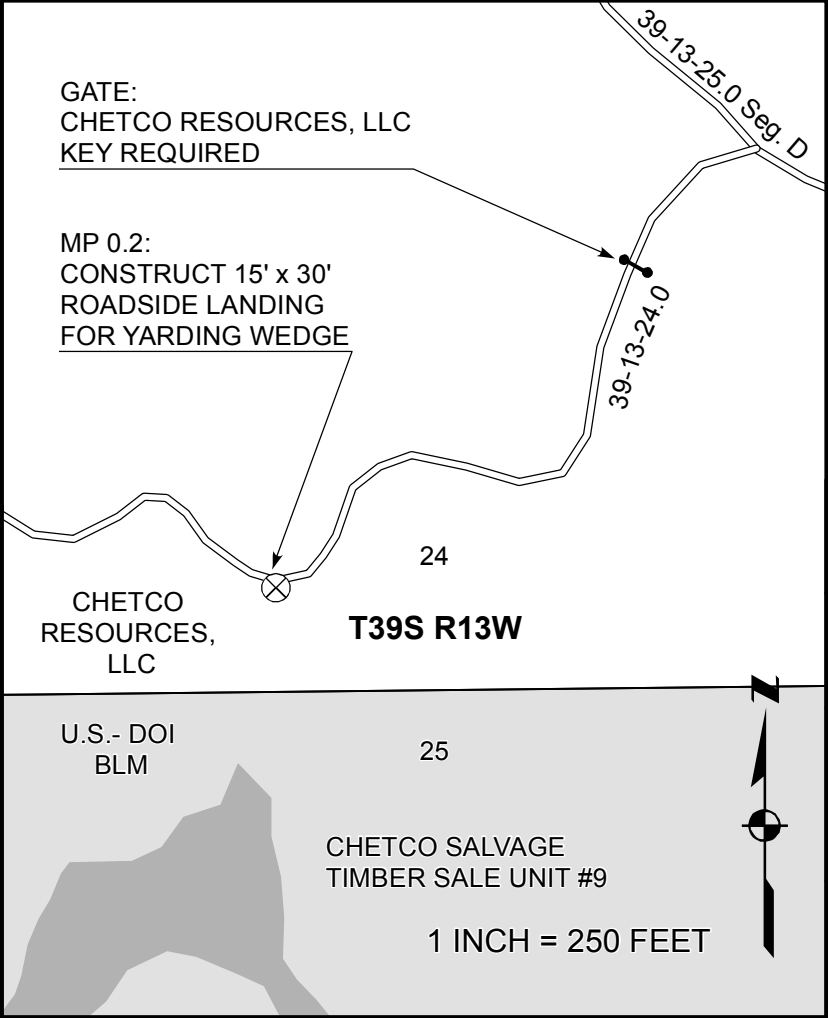 39-13-25.0 Seg. D
GATE:
CHETCO RESOURCES, LLC
KEY REQUIRED
MP 0.2:
CONSTRUCT 15' x 30'
ROADSIDE LANDING
FOR YARDING WEDGE
39-13-24.0
24
CHETCO
RESOURCES,
LLC
T39S R13W
N
U.S.- DOI
BLM
25
CHETCO SALVAGE
TIMBER SALE UNIT #9
1 INCH = 250 FEET